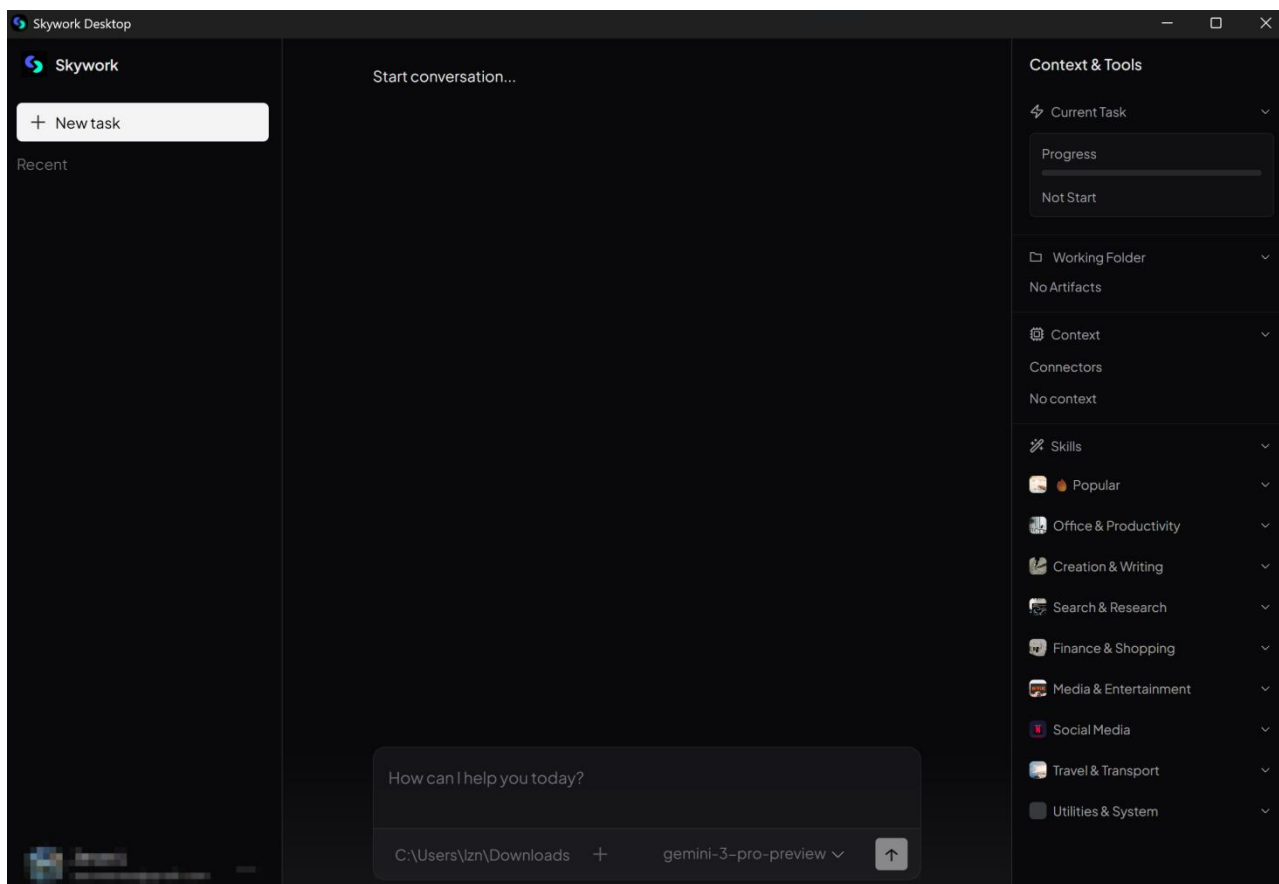 Skywork Desktop
Skywork
New task
Recent
Start conversation...
How can I help you today?
C:\Users\lzn\Downloads
gemini-3-pro-preview
Context & Tools
Current Task
Progress
Not Start
Working Folder
No Artifacts
Context
Connectors
No context
Skills
Popular
Office & Productivity
Creation & Writing
Search & Research
Finance & Shopping
Media & Entertainment
Social Media
Travel & Transport
Utilities & System